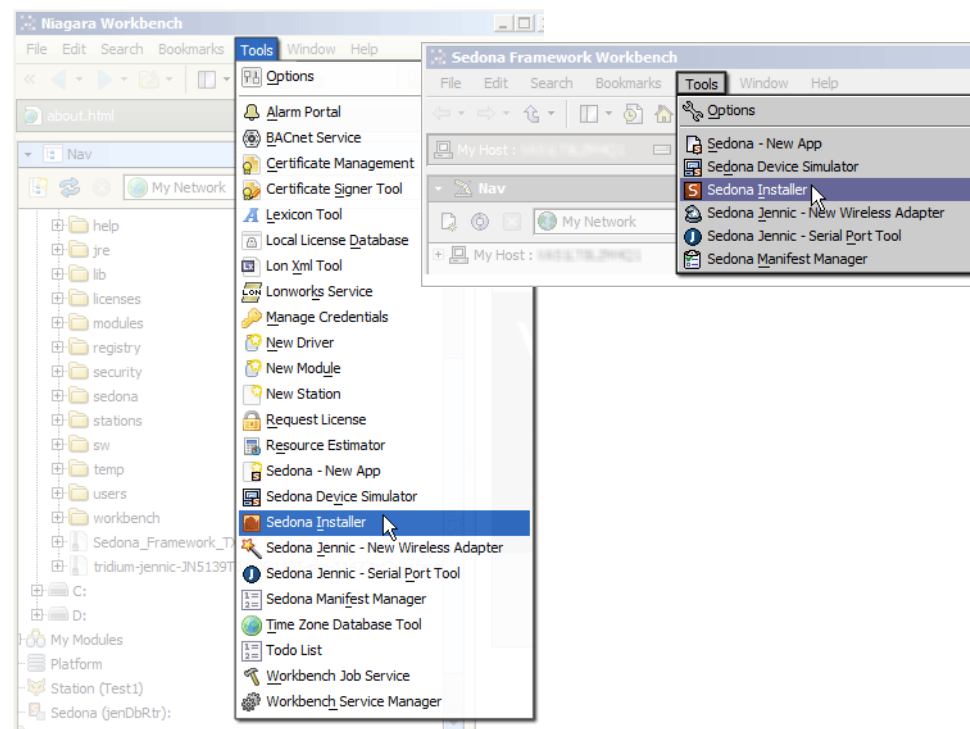 Niagara Workbench
File Edit Search Bookmarks Tools Window Help
about.html
Nav
My Network
help
jre
lib
licenses
modules
registry
security
sedona
stations
sw
temp
users
workbench
Sedona_Framework_TX
tridium-jennic-JN5139T
C:
D:
My Modules
Platform
Station (Test1)
Sedona (jenDbRtr):
Options
Alarm Portal
BACnet Service
Certificate Management
Certificate Signer Tool
Lexicon Tool
Local License Database
Lon Xml Tool
Lonworks Service
Manage Credentials
New Driver
New Module
New Station
Request License
Resource Estimator
Sedona - New App
Sedona Device Simulator
Sedona Installer
Sedona Jennic - New Wireless Adapter
Sedona Jennic - Serial Port Tool
Sedona Manifest Manager
Time Zone Database Tool
Todo List
Workbench Job Service
Workbench Service Manager
Sedona Framework Workbench
File Edit Search Bookmarks Tools Window Help
My Host :
Nav
My Network
My Host :
Options
Sedona - New App
Sedona Device Simulator
Sedona Installer
Sedona Jennic - New Wireless Adapter
Sedona Jennic - Serial Port Tool
Sedona Manifest Manager